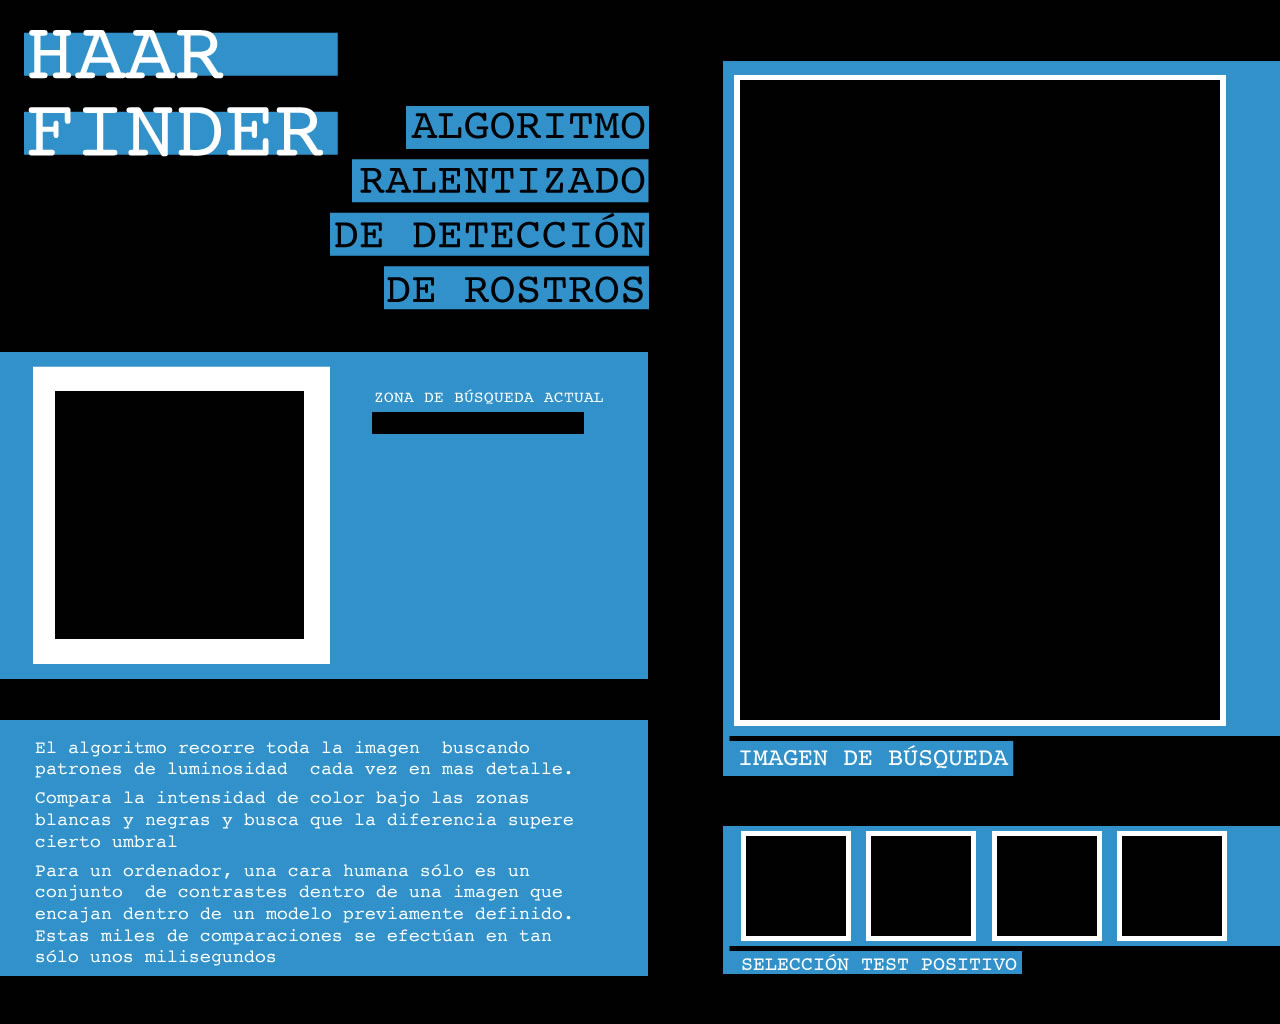 HAAR
FINDER
ALGORITMO
RALENTIZADO
DE DETECCIÓN
DE ROSTROS
ZONA DE BÚSQUEDA ACTUAL
El algoritmo recorre toda la imagen  buscando
patrones de luminosidad  cada vez en mas detalle.
Compara la intensidad de color bajo las zonas
blancas y negras y busca que la diferencia supere
cierto umbral
Para un ordenador, una cara humana sólo es un
conjunto  de contrastes dentro de una imagen que
encajan dentro de un modelo previamente definido.
Estas miles de comparaciones se efectúan en tan
sólo unos milisegundos
IMAGEN DE BÚSQUEDA
SELECCIÓN TEST POSITIVO